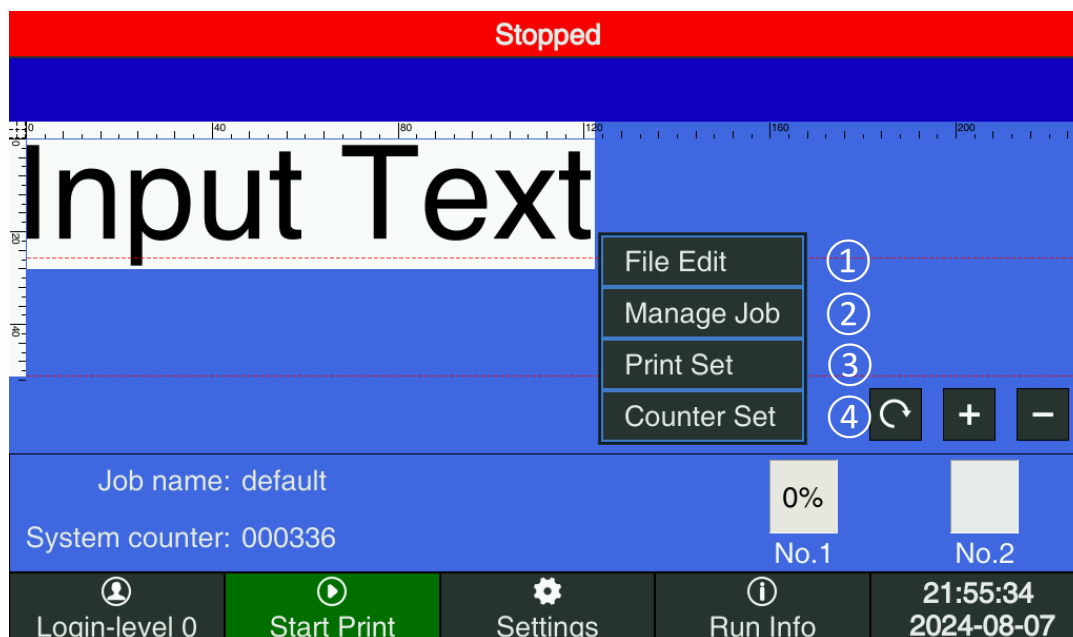 Stopped
0 40 80 120 160 200
0
Input Text
20
File Edit ①
Manage Job ②
40
Print Set ③
Counter Set ④
+ −
Job name: default
0%
System counter: 000336
No.1 No.2
Login-level 0 Start Print Settings Run Info
21:55:34
2024-08-07